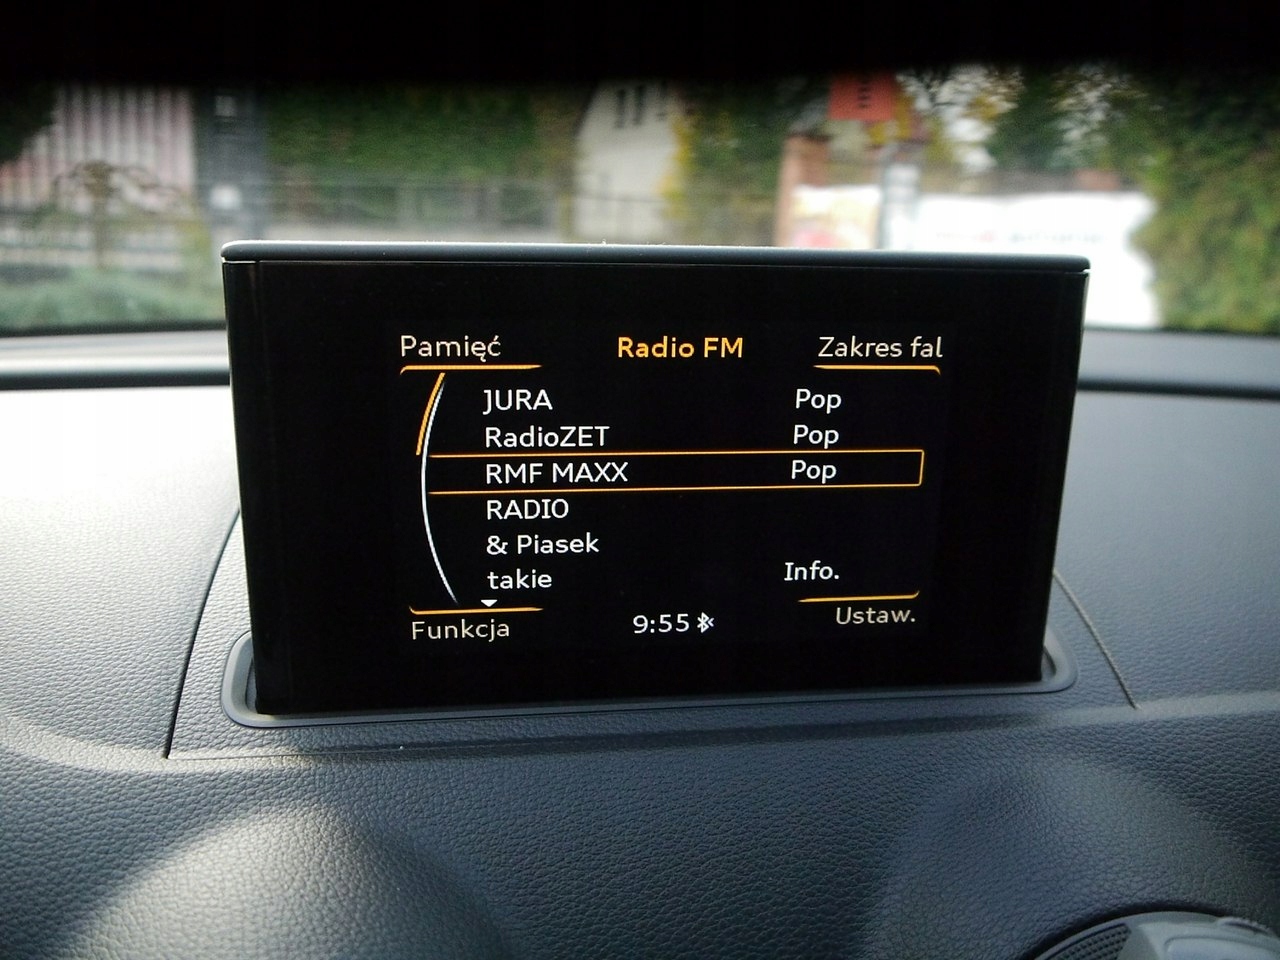 Pamięć Radio FM Zakres fal
JURA Pop
RadioZET Pop
RMF MAXX Pop
RADIO
& Piasek
takie Info.
Funkcja 9:55 Ustaw.